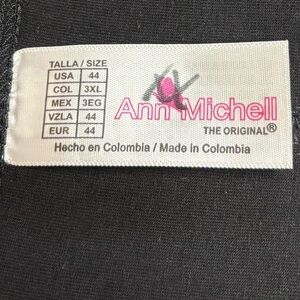 TALLA / SIZE
USA 44
COL 3XL
MEX 3EG
VZLA 44
EUR 44
Ann Michell
THE ORIGINAL®
Hecho en Colombia / Made in Colombia